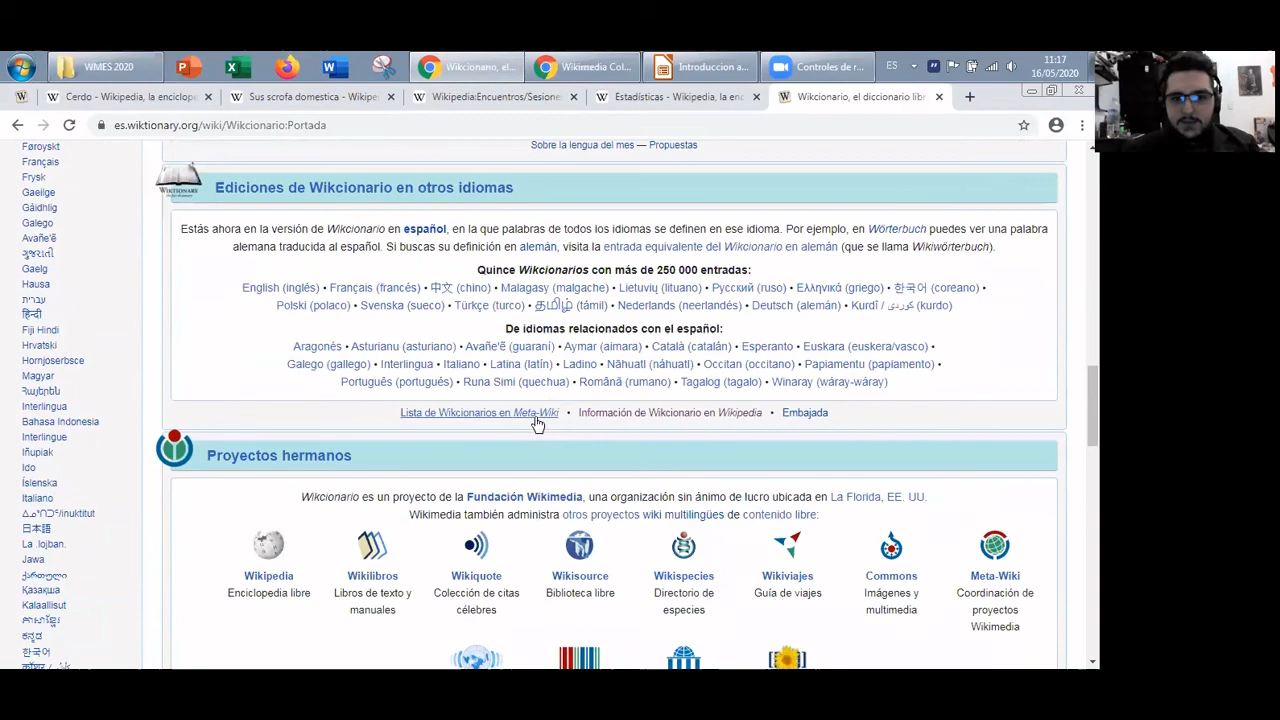 WMES 2020
Wikcionario, el...
Wikimedia Col...
Introduccion a...
Controles de r...
ES
11:17
16/05/2020
Cerdo - Wikipedia, la enciclop
Sus scrofa domestica - Wikipe
Wikipedia:Encuentros/Sesione
Estadísticas - Wikipedia, la enc
Wikcionario, el diccionario libr
es.wiktionary.org/wiki/Wikcionario:Portada
Føroyskt
Français
Frysk
Gaeilge
Gàidhlig
Galego
Avañe'ẽ
ગુજરાતી
Gaelg
Hausa
עברית
हिन्दी
Fiji Hindi
Hrvatski
Hornjoserbsce
Magyar
Հայերեն
Interlingua
Bahasa Indonesia
Interlingue
Iñupiak
Ido
Íslenska
Italiano
ᐃᓄᒃᑎᑐᑦ/inuktitut
日本語
La .lojban.
Jawa
ქართული
Қазақша
Kalaallisut
ភាសាខ្មែរ
ಕನ್ನಡ
한국어
Sobre la lengua del mes — Propuestas
WIKTIONARY
Ediciones de Wikcionario en otros idiomas
Estás ahora en la versión de Wikcionario en español, en la que palabras de todos los idiomas se definen en ese idioma. Por ejemplo, en Wörterbuch puedes ver una palabra
alemana traducida al español. Si buscas su definición en alemán, visita la entrada equivalente del Wikcionario en alemán (que se llama Wikiwörterbuch).
Quince Wikcionarios con más de 250 000 entradas:
English (inglés) • Français (francés) • 中文 (chino) • Malagasy (malgache) • Lietuvių (lituano) • Русский (ruso) • Ελληνικά (griego) • 한국어 (coreano) •
Polski (polaco) • Svenska (sueco) • Türkçe (turco) • தமிழ் (támil) • Nederlands (neerlandés) • Deutsch (alemán) • Kurdî / كوردی (kurdo)
De idiomas relacionados con el español:
Aragonés • Asturianu (asturiano) • Avañe'ẽ (guaraní) • Aymar (aimara) • Català (catalán) • Esperanto • Euskara (euskera/vasco) •
Galego (gallego) • Interlingua • Italiano • Latina (latín) • Ladino • Nāhuatl (náhuatl) • Occitan (occitano) • Papiamentu (papiamento) •
Português (portugués) • Runa Simi (quechua) • Română (rumano) • Tagalog (tagalo) • Winaray (wáray-wáray)
Lista de Wikcionarios en Meta-Wiki • Información de Wikcionario en Wikipedia • Embajada
Proyectos hermanos
Wikcionario es un proyecto de la Fundación Wikimedia, una organización sin ánimo de lucro ubicada en La Florida, EE. UU.
Wikimedia también administra otros proyectos wiki multilingües de contenido libre:
Wikipedia
Enciclopedia libre
Wikilibros
Libros de texto y
manuales
Wikiquote
Colección de citas
célebres
Wikisource
Biblioteca libre
Wikispecies
Directorio de
especies
Wikiviajes
Guía de viajes
Commons
Imágenes y
multimedia
Meta-Wiki
Coordinación de
proyectos
Wikimedia